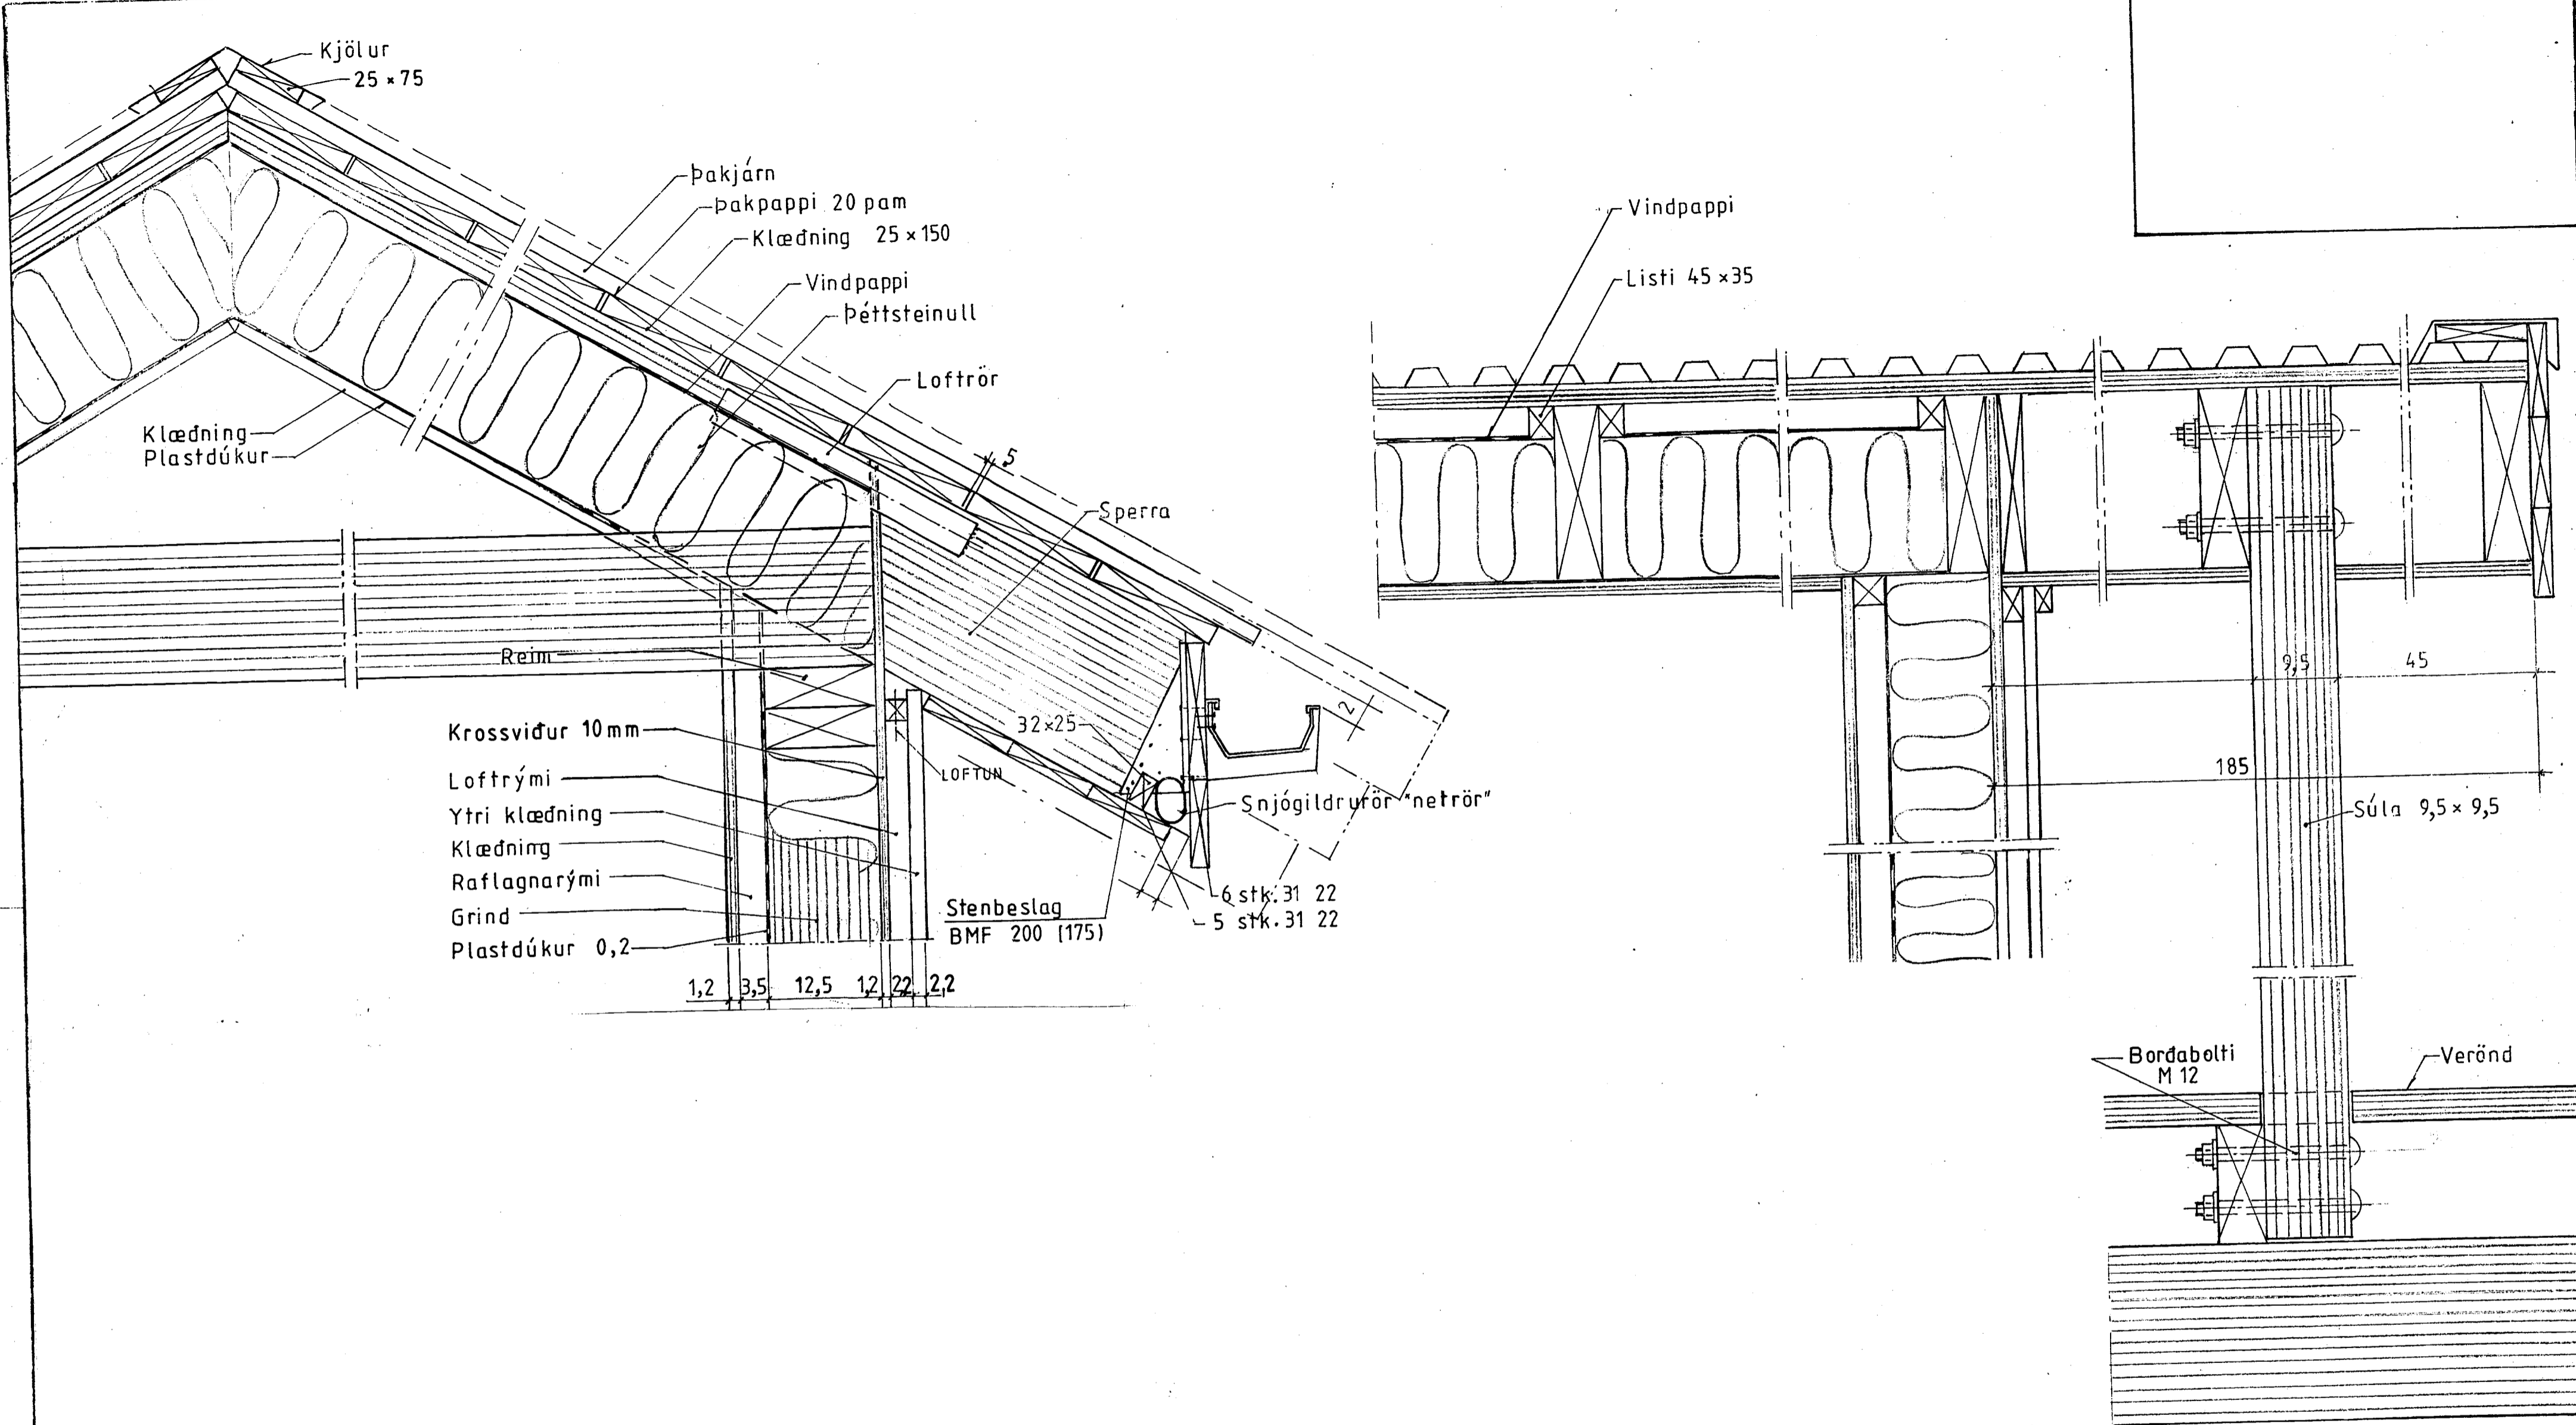 Kjölur
25 × 75
Þakjárn
Þakpappi 20 pam
Klæðning 25 × 150
Vindpappi
Þéttsteinull
Loftrör
5
Sperra
Klæðning
Plastdúkur
Reim
Krossviður 10 mm
Loftrými
Ytri klæðning
Klæðning
Raflagnarými
Grind
Plastdúkur 0,2
LOFTUN
32×25
2
Snjógildrurör "netrör"
6 stk. 31 22
5 stk. 31 22
Stenbeslag
BMF 200 (175)
1,2 3,5 12,5 1,2 22 2,2
Vindpappi
Listi 45 × 35
9,5 45
185
Súla 9,5 × 9,5
Borðabolti
M 12
Verönd